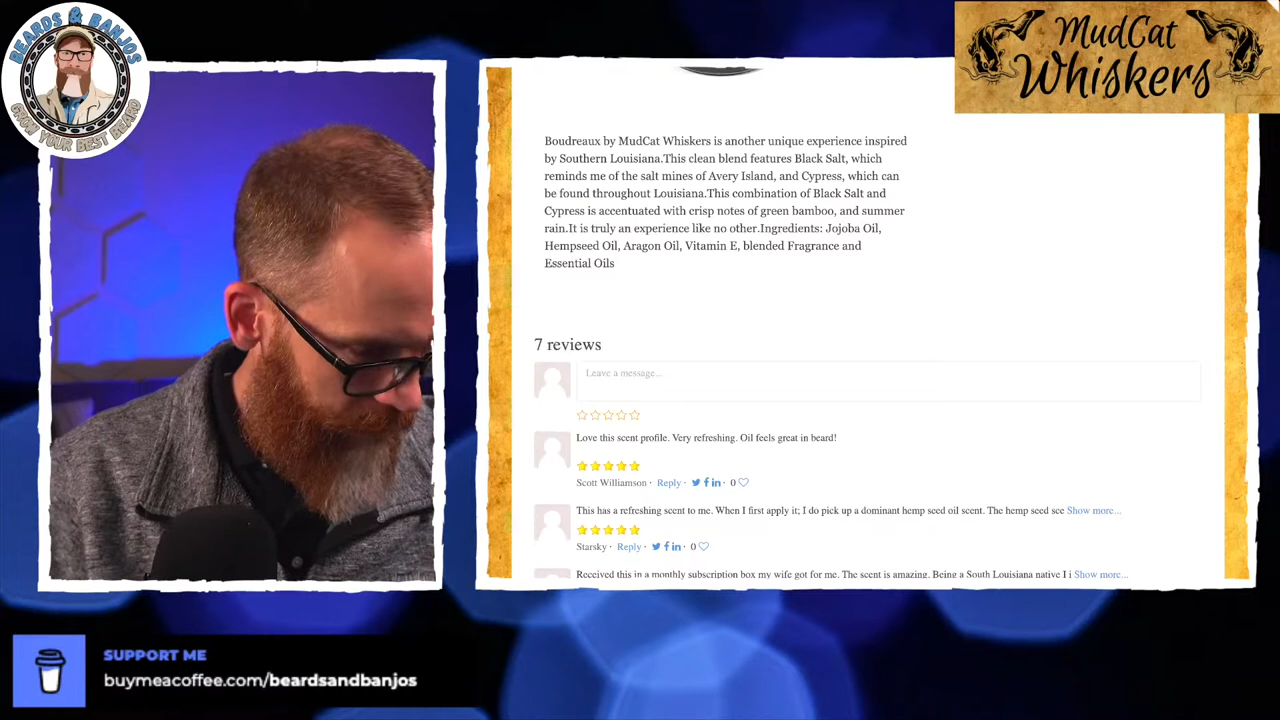 BEARDS & BANJOS
GROW YOUR BEST BEARD
MudCat
Whiskers
Boudreaux by MudCat Whiskers is another unique experience inspired
by Southern Louisiana.This clean blend features Black Salt, which
reminds me of the salt mines of Avery Island, and Cypress, which can
be found throughout Louisiana.This combination of Black Salt and
Cypress is accentuated with crisp notes of green bamboo, and summer
rain.It is truly an experience like no other.Ingredients: Jojoba Oil,
Hempseed Oil, Aragon Oil, Vitamin E, blended Fragrance and
Essential Oils
7 reviews
Leave a message...
Love this scent profile. Very refreshing. Oil feels great in beard!
Scott Williamson · Reply · 0
This has a refreshing scent to me. When I first apply it; I do pick up a dominant hemp seed oil scent. The hemp seed sce Show more...
Starsky · Reply · 0
Received this in a monthly subscription box my wife got for me. The scent is amazing. Being a South Louisiana native I i Show more...
SUPPORT ME
buymeacoffee.com/beardsandbanjos